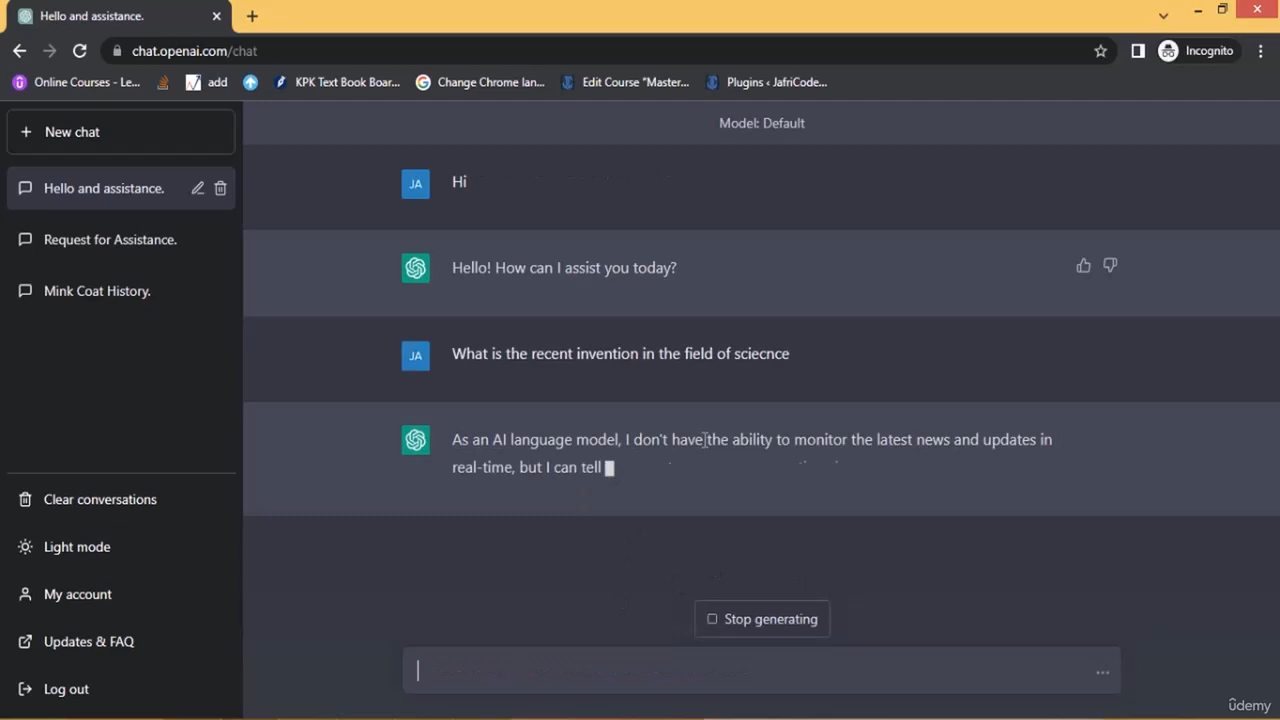 Hello and assistance.
chat.openai.com/chat
Incognito
Online Courses - Le...
add
KPK Text Book Boar...
Change Chrome lan...
Edit Course "Master...
Plugins ‹ JafriCode...
New chat
Hello and assistance.
Request for Assistance.
Mink Coat History.
Clear conversations
Light mode
My account
Updates & FAQ
Log out
Model: Default
JA
Hi
Hello! How can I assist you today?
JA
What is the recent invention in the field of sciecnce
As an AI language model, I don't have the ability to monitor the latest news and updates in
real-time, but I can tell
Stop generating
ûdemy